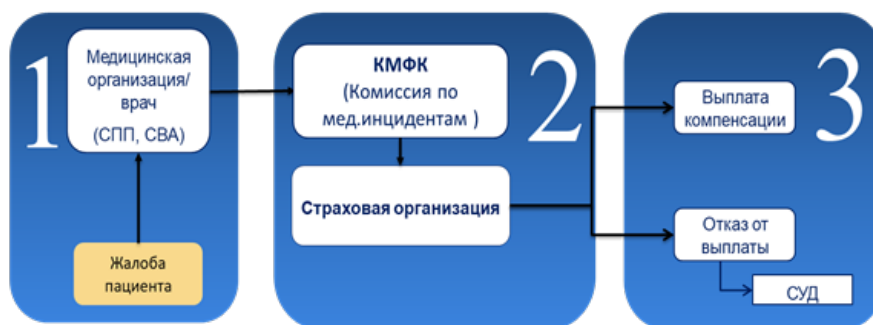 1
Медицинская
организация/
врач
(СПП, СВА)
Жалоба
пациента
2
КМФК
(Комиссия по
мед.инцидентам )
Страховая организация
3
Выплата
компенсации
Отказ от
выплаты
СУД